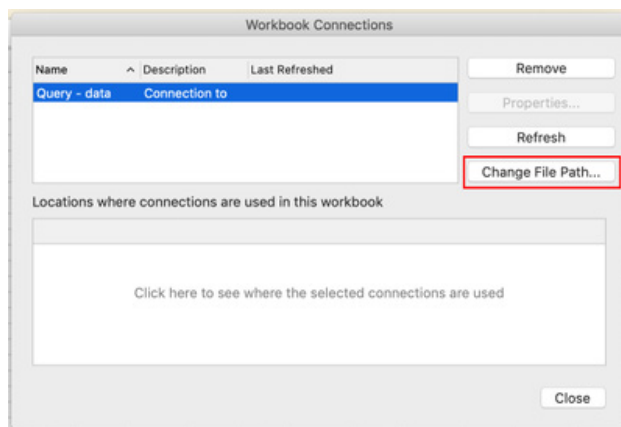 Workbook Connections
Name Description Last Refreshed
Query - data Connection to
Remove
Properties...
Refresh
Change File Path...
Locations where connections are used in this workbook
Click here to see where the selected connections are used
Close